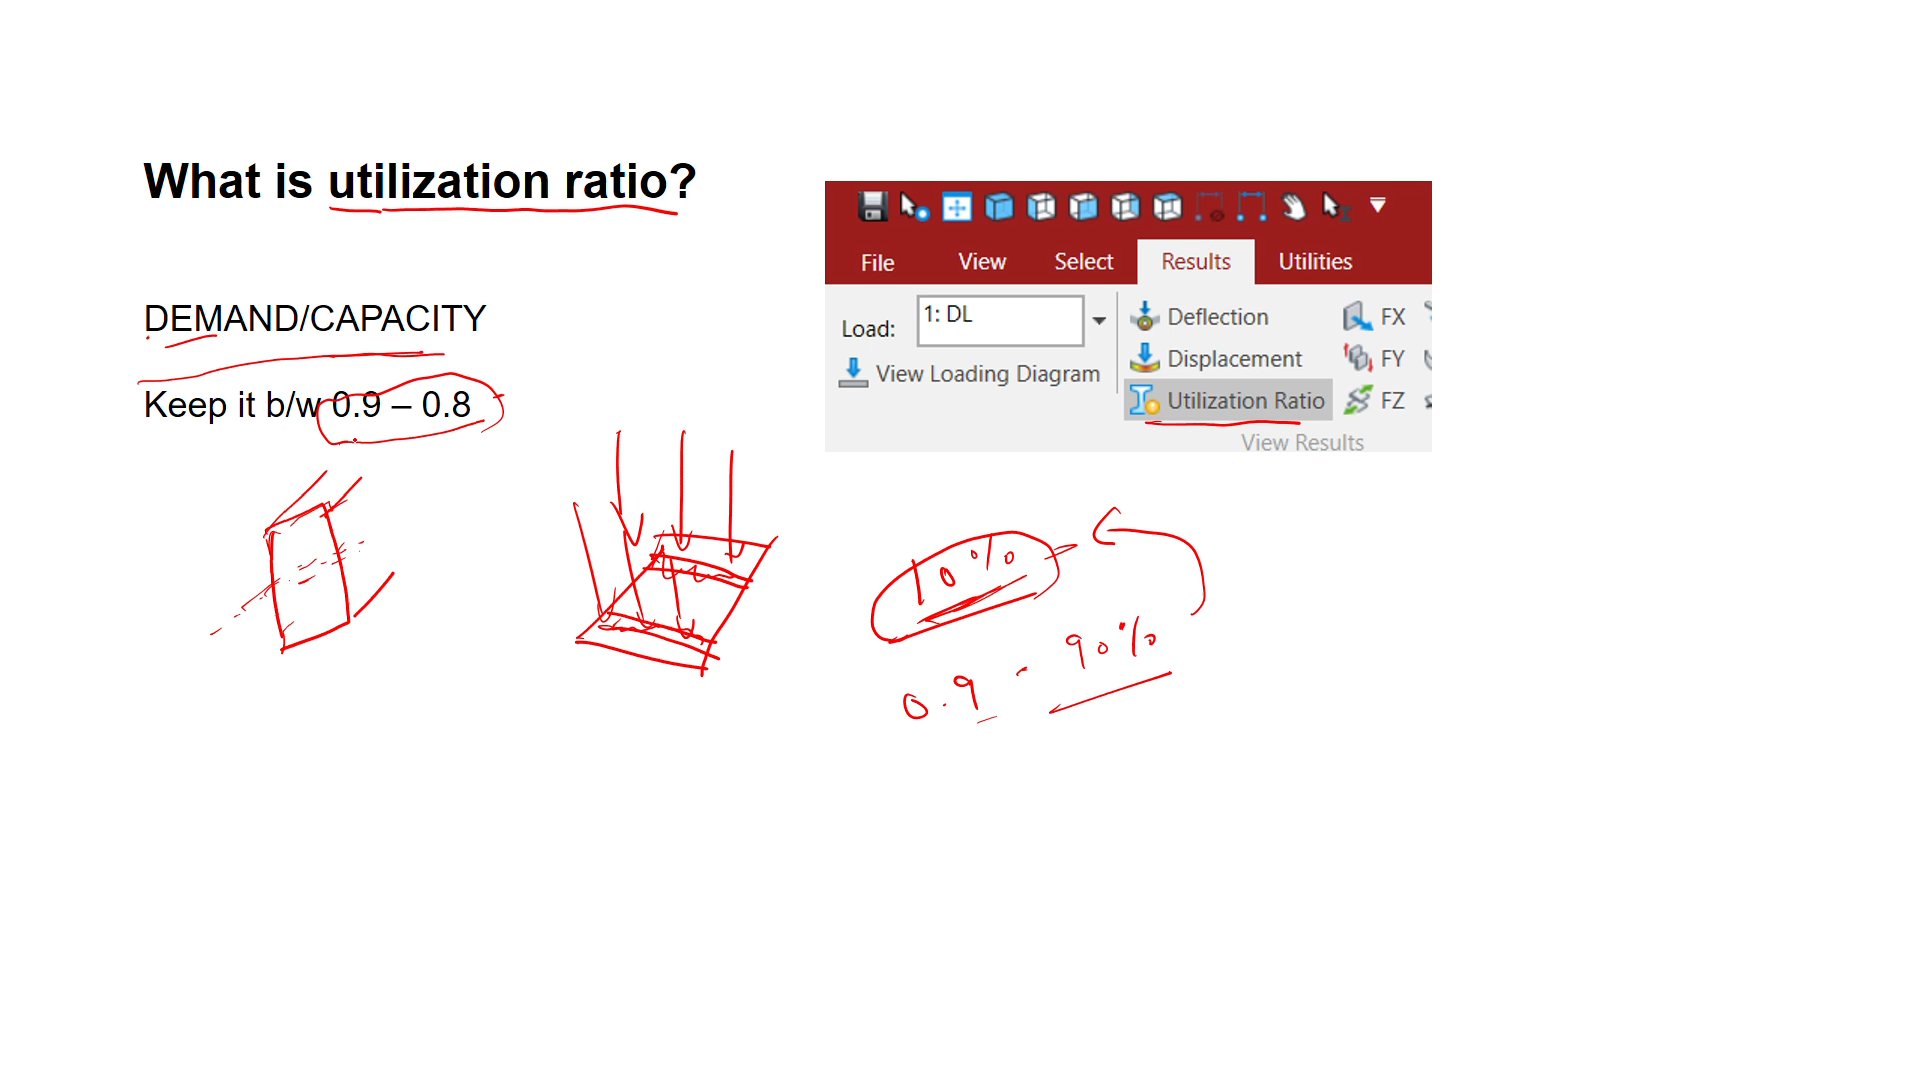 What is utilization ratio?
DEMAND/CAPACITY
Keep it b/w 0.9 – 0.8
File View Select Results Utilities
Load: 1: DL
View Loading Diagram
Deflection FX
Displacement FY
Utilization Ratio FZ
View Results
10%
0.9 - 90%